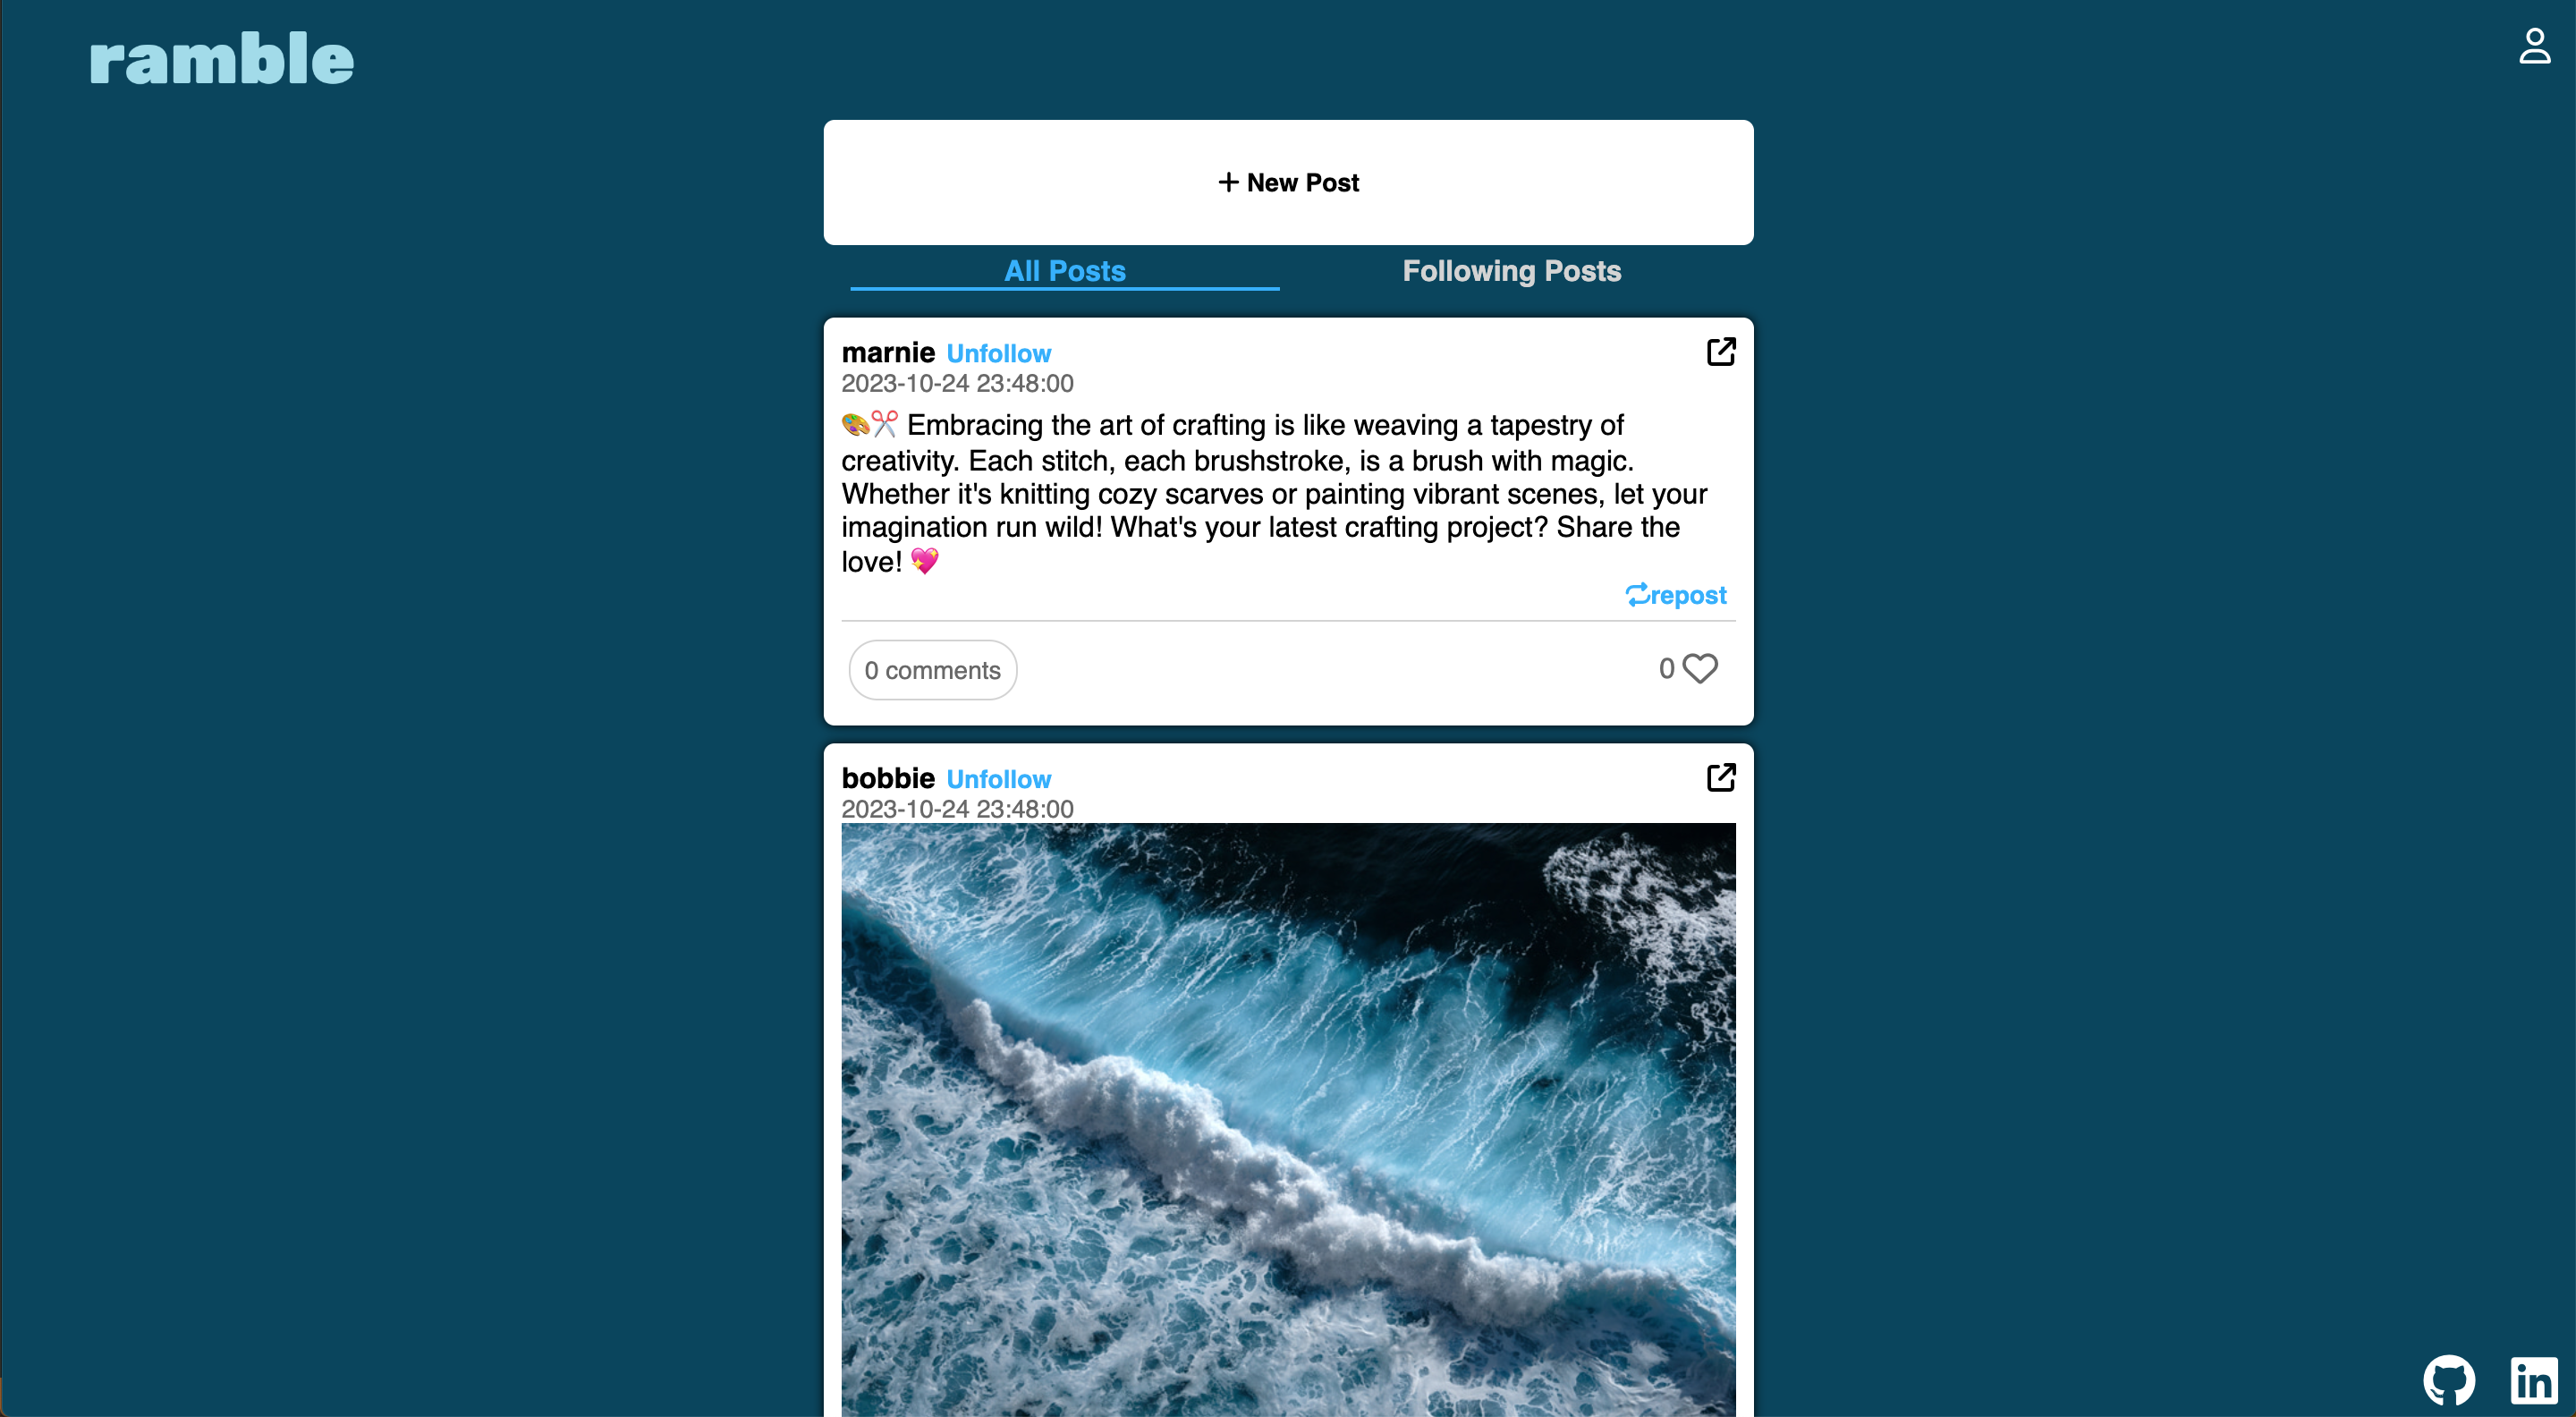 ramble
+ New Post
All Posts Following Posts
marnie Unfollow
2023-10-24 23:48:00
🎨✂️ Embracing the art of crafting is like weaving a tapestry of
creativity. Each stitch, each brushstroke, is a brush with magic.
Whether it's knitting cozy scarves or painting vibrant scenes, let your
imagination run wild! What's your latest crafting project? Share the
love! 💖
repost
0 comments 0
bobbie Unfollow
2023-10-24 23:48:00
in